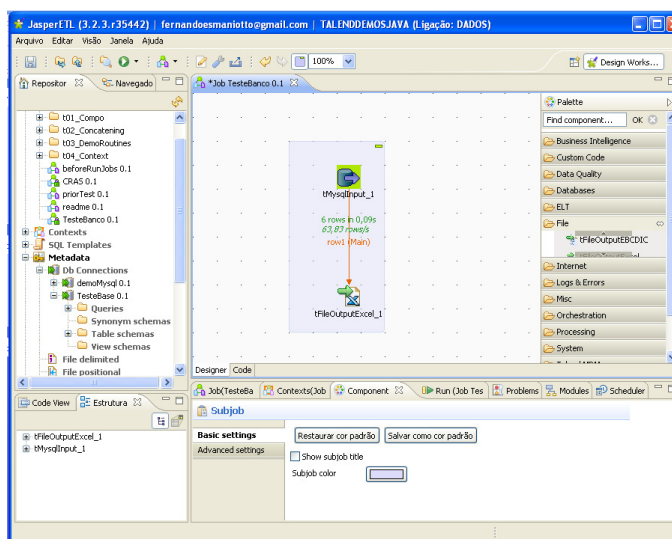 JasperETL (3.2.3.r35442) | fernandoesmaniotto@gmail.com | TALENDDEMOSJAVA (Ligação: DADOS)
Arquivo Editar Visão Janela Ajuda
100%
Design Works...
Repositor
Navegado
t01_Compo
t02_Concatening
t03_DemoRoutines
t04_Context
beforeRunJobs 0.1
CRAS 0.1
priorTest 0.1
readme 0.1
TesteBanco 0.1
Contexts
SQL Templates
Metadata
Db Connections
demoMysql 0.1
TesteBase 0.1
Queries
Synonym schemas
Table schemas
View schemas
File delimited
File positional
*Job TesteBanco 0.1
tMysqlInput_1
6 rows in 0,09s
63,83 rows/s
row1 (Main)
tFileOutputExcel_1
Designer Code
Palette
Find component... OK
Business Intelligence
Custom Code
Data Quality
Databases
ELT
File
tFileOutputEBCDIC
Internet
Logs & Errors
Misc
Orchestration
Processing
System
Code View
Estrutura
tFileOutputExcel_1
tMysqlInput_1
Job(TesteBa
Contexts(Job
Component
Run (Job Tes
Problems
Modules
Scheduler
Subjob
Basic settings
Advanced settings
Restaurar cor padrão
Salvar como cor padrão
Show subjob title
Subjob color